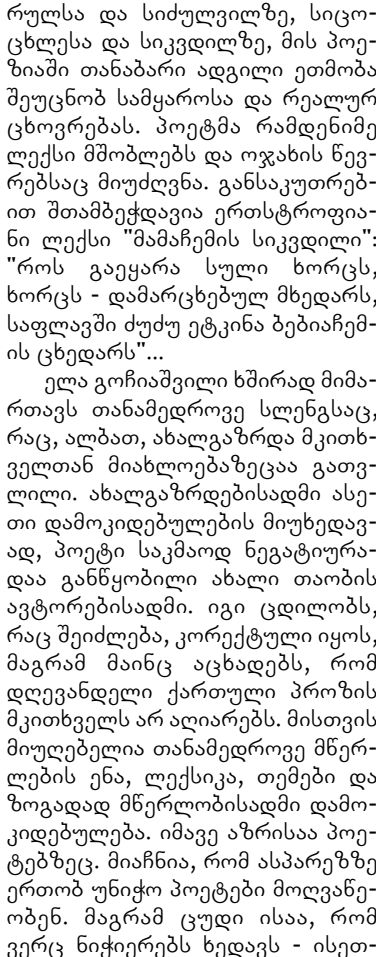 რულსა და სიძულვილზე, სიცო-
ცხლესა და სიკვდილზე, მის პოე-
ზიაში თანაბარი ადგილი ეთმობა
შეუცნობ სამყაროსა და რეალურ
ცხოვრებას. პოეტმა რამდენიმე
ლექსი მშობლებს და ოჯახის წევ-
რებსაც მიუძღვნა. განსაკუთრებ-
ით შთამბეჭდავია ერთსტროფია-
ნი ლექსი "მამაჩემის სიკვდილი":
"როს გაეყარა სული ხორცს,
ხორცს - დამარცხებულ მხედარს,
საფლავში ძუძუ ეტკინა ბებიაჩემ-
ის ცხედარს"...
ელა გოჩიაშვილი ხშირად მიმა-
რთავს თანამედროვე სლენგსაც,
რაც, ალბათ, ახალგაზრდა მკითხ-
ველთან მიახლოებაზეცაა გათვ-
ლილი. ახალგაზრდებისადმი ასე-
თი დამოკიდებულების მიუხედავ-
ად, პოეტი საკმაოდ ნეგატიურა-
დაა განწყობილი ახალი თაობის
ავტორებისადმი. იგი ცდილობს,
რაც შეიძლება, კორექტული იყოს,
მაგრამ მაინც აცხადებს, რომ
დღევანდელი ქართული პროზის
მკითხველს არ აღიარებს. მისთვის
მიუღებელია თანამედროვე მწერ-
ლების ენა, ლექსიკა, თემები და
ზოგადად მწერლობისადმი დამო-
კიდებულება. იმავე აზრისაა პოე-
ტებზეც. მიაჩნია, რომ ასპარეზზე
ერთობ უნიჭო პოეტები მოღვაწე-
ობენ. მაგრამ ცუდი ისაა, რომ
ვერც ნიჭიერებს ხედავს - ისეთ-